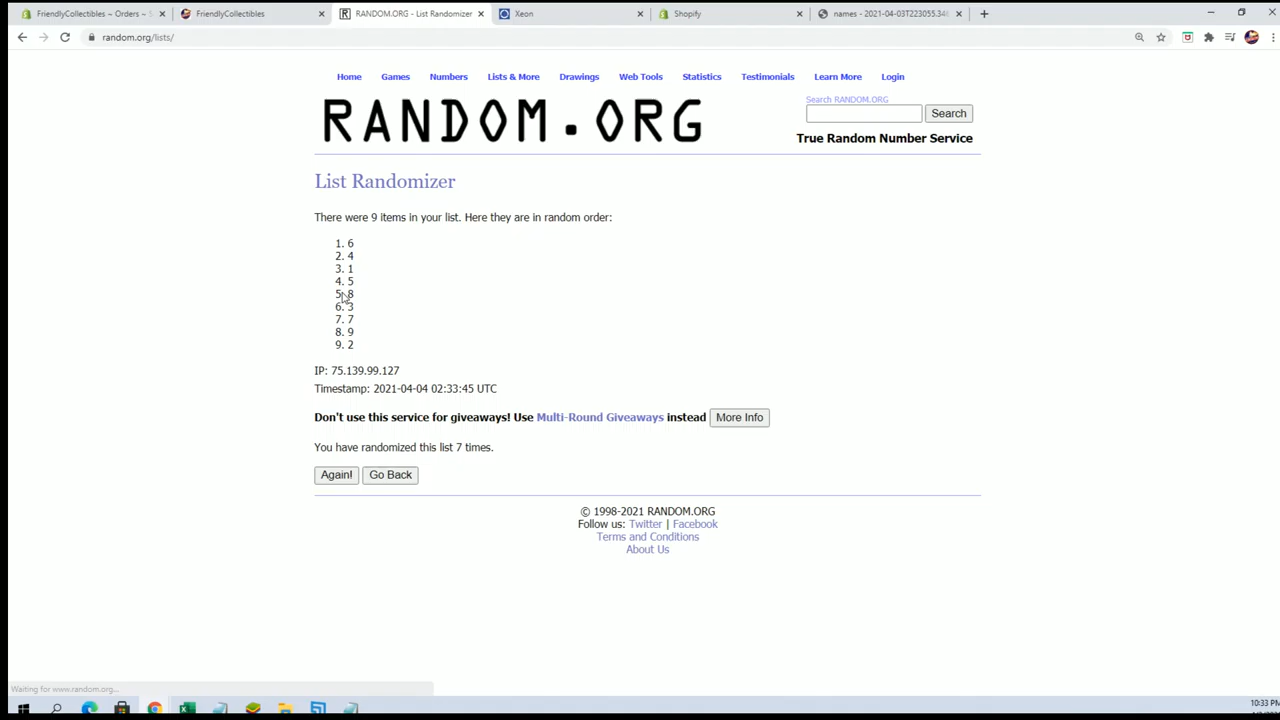 FriendlyCollectibles ~ Orders ~ S
FriendlyCollectibles
RANDOM.ORG - List Randomizer
Xeon
Shopify
names - 2021-04-03T223055.34
random.org/lists/
Home Games Numbers Lists & More Drawings Web Tools Statistics Testimonials Learn More Login
RANDOM.ORG
Search RANDOM.ORG
Search
True Random Number Service
List Randomizer
There were 9 items in your list. Here they are in random order:
1. 6
2. 4
3. 1
4. 5
5. 8
6. 3
7. 7
8. 9
9. 2
IP: 75.139.99.127
Timestamp: 2021-04-04 02:33:45 UTC
Don't use this service for giveaways! Use Multi-Round Giveaways instead More Info
You have randomized this list 7 times.
Again! Go Back
© 1998-2021 RANDOM.ORG
Follow us: Twitter | Facebook
Terms and Conditions
About Us
Waiting for www.random.org...
10:33 PM